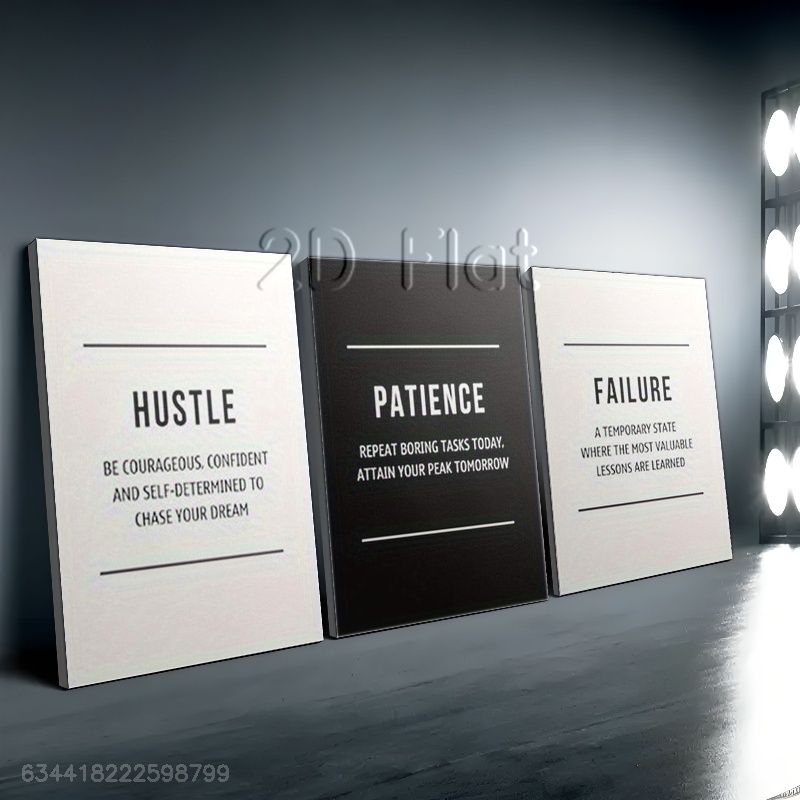 2D Flat
HUSTLE
BE COURAGEOUS, CONFIDENT
AND SELF-DETERMINED TO
CHASE YOUR DREAM
PATIENCE
REPEAT BORING TASKS TODAY,
ATTAIN YOUR PEAK TOMORROW
FAILURE
A TEMPORARY STATE
WHERE THE MOST VALUABLE
LESSONS ARE LEARNED
634418222598799